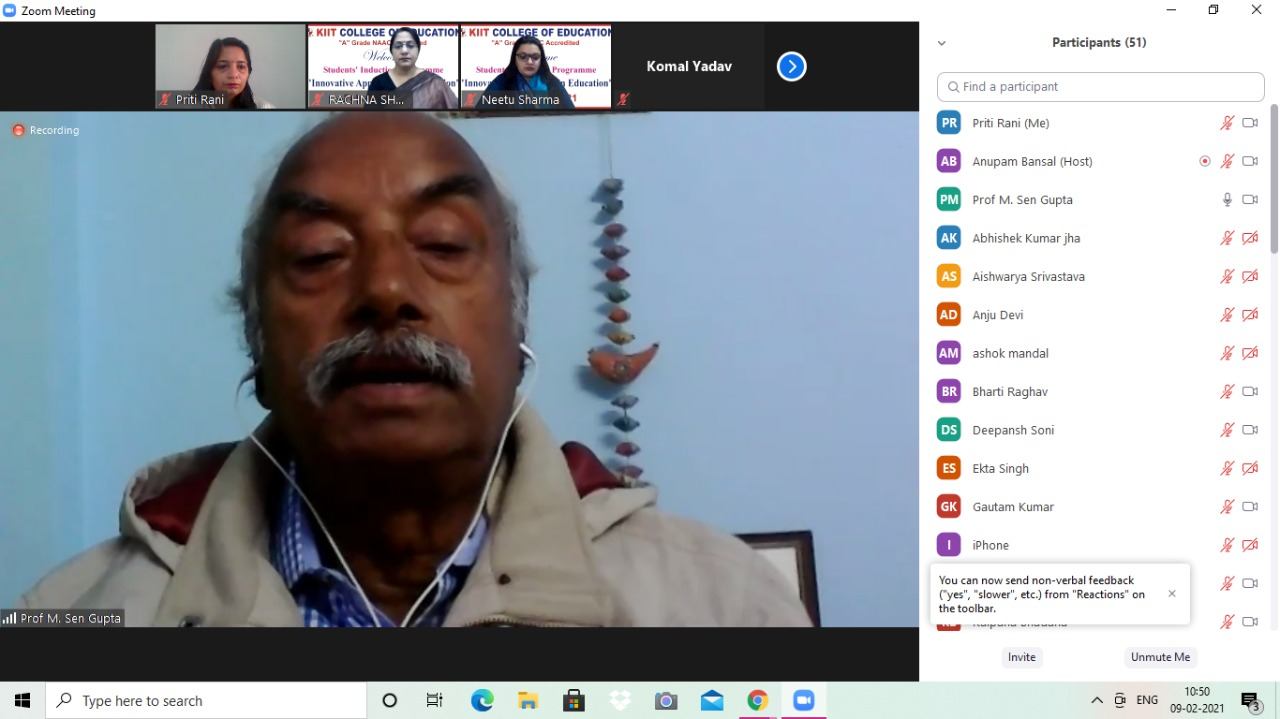 Zoom Meeting
KIIT COLLEGE OF EDUCATION
"A" Grade NAAC
Students' Induc
"Innovative Ap
Priti Rani
RACHNA SH...
KIIT COLLEGE OF EDUCATION
"A" Gra
Accredited
Programme
Education"
Neetu Sharma
Komal Yadav
Recording
Prof M. Sen Gupta
Participants (51)
Find a participant
PR Priti Rani (Me)
AB Anupam Bansal (Host)
PM Prof M. Sen Gupta
AK Abhishek Kumar jha
AS Aishwarya Srivastava
AD Anju Devi
AM ashok mandal
BR Bharti Raghav
DS Deepansh Soni
ES Ekta Singh
GK Gautam Kumar
I iPhone
You can now send non-verbal feedback
("yes", "slower", etc.) from "Reactions" on
the toolbar.
Invite
Unmute Me
Type here to search
ENG
10:50
09-02-2021
3